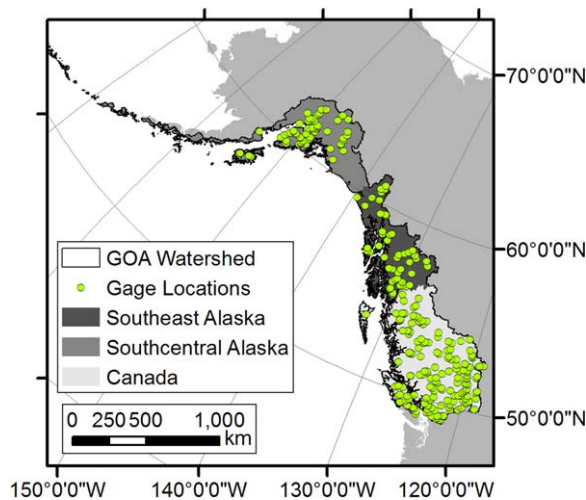 70°0'0"N
60°0'0"N
50°0'0"N
GOA Watershed
Gage Locations
Southeast Alaska
Southcentral Alaska
Canada
0 250 500 1,000
km
150°0'0"W 140°0'0"W 130°0'0"W 120°0'0"W